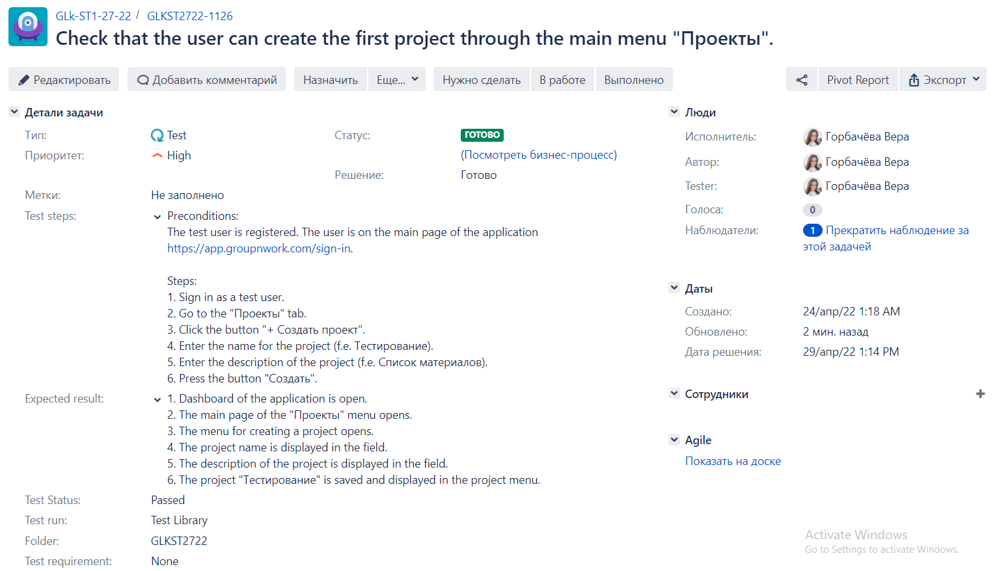 GLk-ST1-27-22 / GLKST2722-1126
Check that the user can create the first project through the main menu "Проекты".
Редактировать Добавить комментарий Назначить Еще... Нужно сделать В работе Выполнено Pivot Report Экспорт
Детали задачи
Тип: Test
Статус: ГОТОВО
Приоритет: High
(Посмотреть бизнес-процесс)
Решение: Готово
Метки: Не заполнено
Test steps: Preconditions:
The test user is registered. The user is on the main page of the application
https://app.groupnwork.com/sign-in.
Steps:
1. Sign in as a test user.
2. Go to the "Проекты" tab.
3. Click the button "+ Создать проект".
4. Enter the name for the project (f.e. Тестирование).
5. Enter the description of the project (f.e. Список материалов).
6. Press the button "Создать".
Expected result: 1. Dashboard of the application is open.
2. The main page of the "Проекты" menu opens.
3. The menu for creating a project opens.
4. The project name is displayed in the field.
5. The description of the project is displayed in the field.
6. The project "Тестирование" is saved and displayed in the project menu.
Test Status: Passed
Test run: Test Library
Folder: GLKST2722
Test requirement: None
Люди
Исполнитель: Горбачёва Вера
Автор: Горбачёва Вера
Tester: Горбачёва Вера
Голоса: 0
Наблюдатели: 1 Прекратить наблюдение за
этой задачей
Даты
Создано: 24/апр/22 1:18 AM
Обновлено: 2 мин. назад
Дата решения: 29/апр/22 1:14 PM
Сотрудники
Agile
Показать на доске
Activate Windows
Go to Settings to activate Windows.